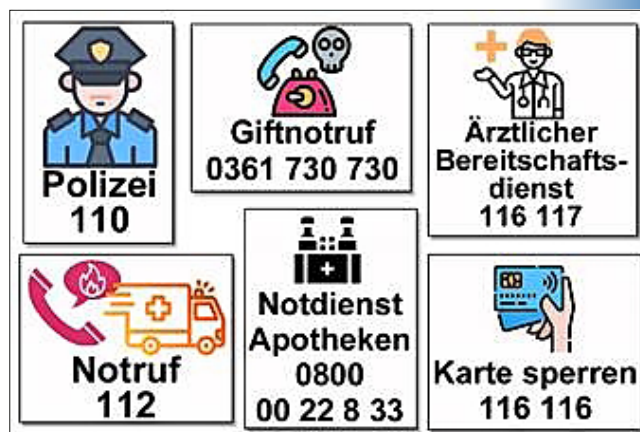 Polizei
110
Giftnotruf
0361 730 730
Ärztlicher
Bereitschafts-
dienst
116 117
Notruf
112
Notdienst
Apotheken
0800
00 22 8 33
Karte sperren
116 116